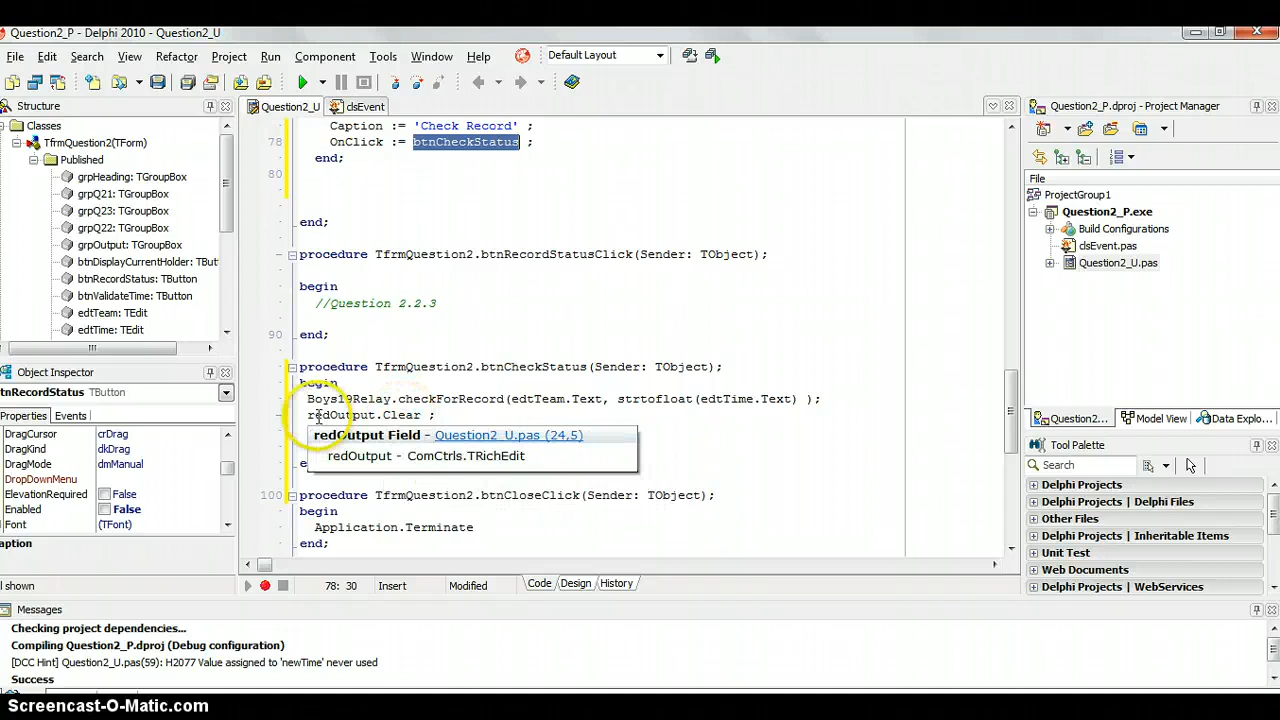 Question2_P - Delphi 2010 - Question2_U
File Edit Search View Refactor Project Run Component Tools Window Help Default Layout
Structure
Question2_U dsEvent
Question2_P.dproj - Project Manager
Classes
TfrmQuestion2(TForm)
Published
grpHeading: TGroupBox
grpQ21: TGroupBox
grpQ23: TGroupBox
grpQ22: TGroupBox
grpOutput: TGroupBox
btnDisplayCurrentHolder: TBut
btnRecordStatus: TButton
btnValidateTime: TButton
edtTeam: TEdit
edtTime: TEdit
Caption := 'Check Record' ;
78 OnClick := btnCheckStatus ;
end;
80
end;
procedure TfrmQuestion2.btnRecordStatusClick(Sender: TObject);
begin
//Question 2.2.3
90 end;
procedure TfrmQuestion2.btnCheckStatus(Sender: TObject);
begin
Boys19Relay.checkForRecord(edtTeam.Text, strtofloat(edtTime.Text) );
redOutput.Clear ;
redOutput Field - Question2_U.pas (24,5)
redOutput - ComCtrls.TRichEdit
100 procedure TfrmQuestion2.btnCloseClick(Sender: TObject);
begin
Application.Terminate
end;
78: 30 Insert Modified Code Design History
File
ProjectGroup1
Question2_P.exe
Build Configurations
dsEvent.pas
Question2_U.pas
Question2... Model View Data Explo...
Tool Palette
Search
Delphi Projects
Delphi Projects | Delphi Files
Other Files
Delphi Projects | Inheritable Items
Unit Test
Web Documents
Delphi Projects | WebServices
Object Inspector
tnRecordStatus TButton
Properties Events
DragCursor crDrag
DragKind dkDrag
DragMode dmManual
DropDownMenu
ElevationRequired False
Enabled False
Font (TFont)
aption
ll shown
Messages
Checking project dependencies...
Compiling Question2_P.dproj (Debug configuration)
[DCC Hint] Question2_U.pas(59): H2077 Value assigned to 'newTime' never used
Success
Screencast-O-Matic.com